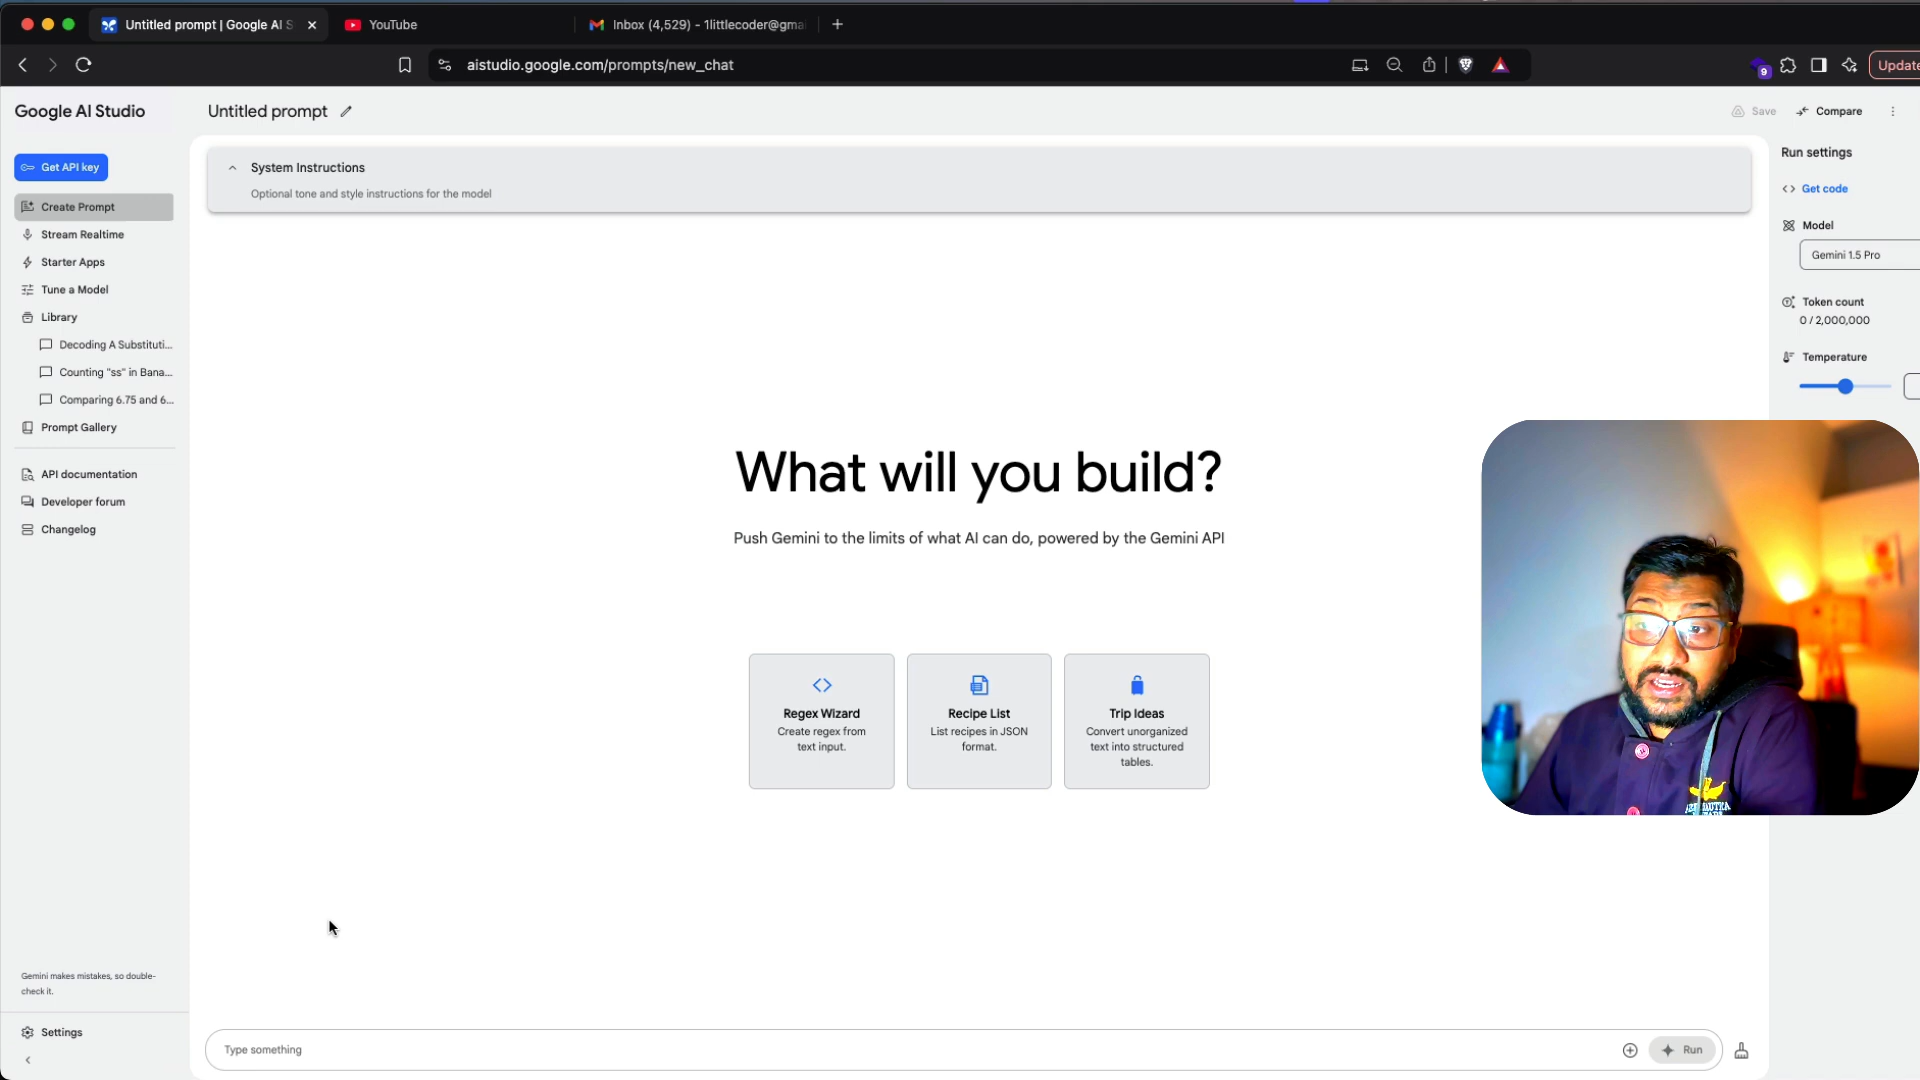 Untitled prompt | Google AI S
YouTube
Inbox (4,529) - 1littlecoder@gma
aistudio.google.com/prompts/new_chat
9
Update
Google AI Studio
Untitled prompt
Save
Compare
Get API key
System Instructions
Optional tone and style instructions for the model
Run settings
Get code
Create Prompt
Stream Realtime
Starter Apps
Tune a Model
Library
Decoding A Substituti...
Counting "ss" in Bana...
Comparing 6.75 and 6...
Prompt Gallery
API documentation
Developer forum
Changelog
Model
Gemini 1.5 Pro
Token count
0 / 2,000,000
Temperature
What will you build?
Push Gemini to the limits of what AI can do, powered by the Gemini API
Regex Wizard
Create regex from
text input.
Recipe List
List recipes in JSON
format.
Trip Ideas
Convert unorganized
text into structured
tables.
Gemini makes mistakes, so double-
check it.
Settings
Type something
Run